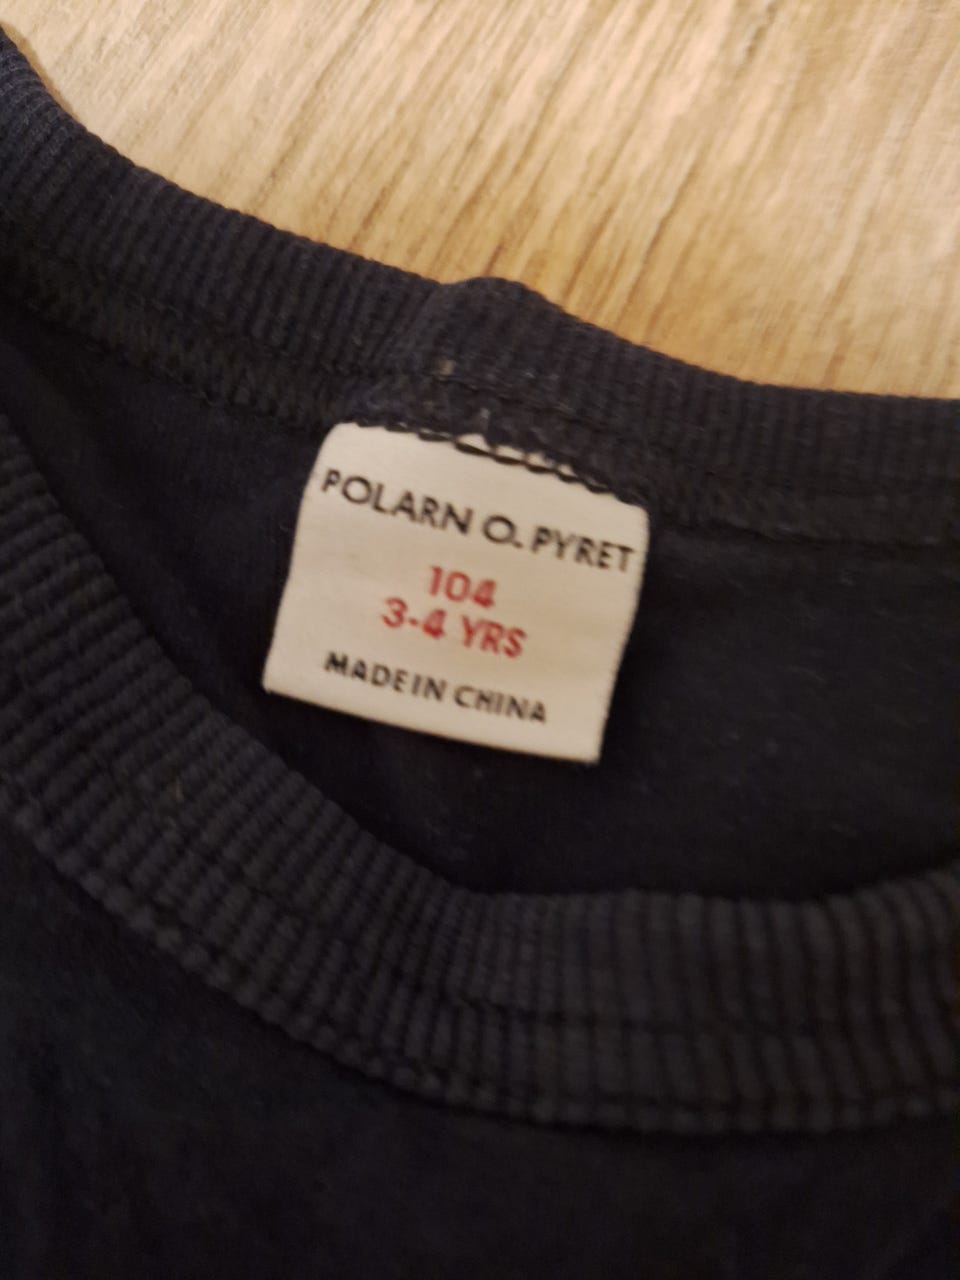 POLARN O. PYRET
104
3-4 YRS
MADE IN CHINA